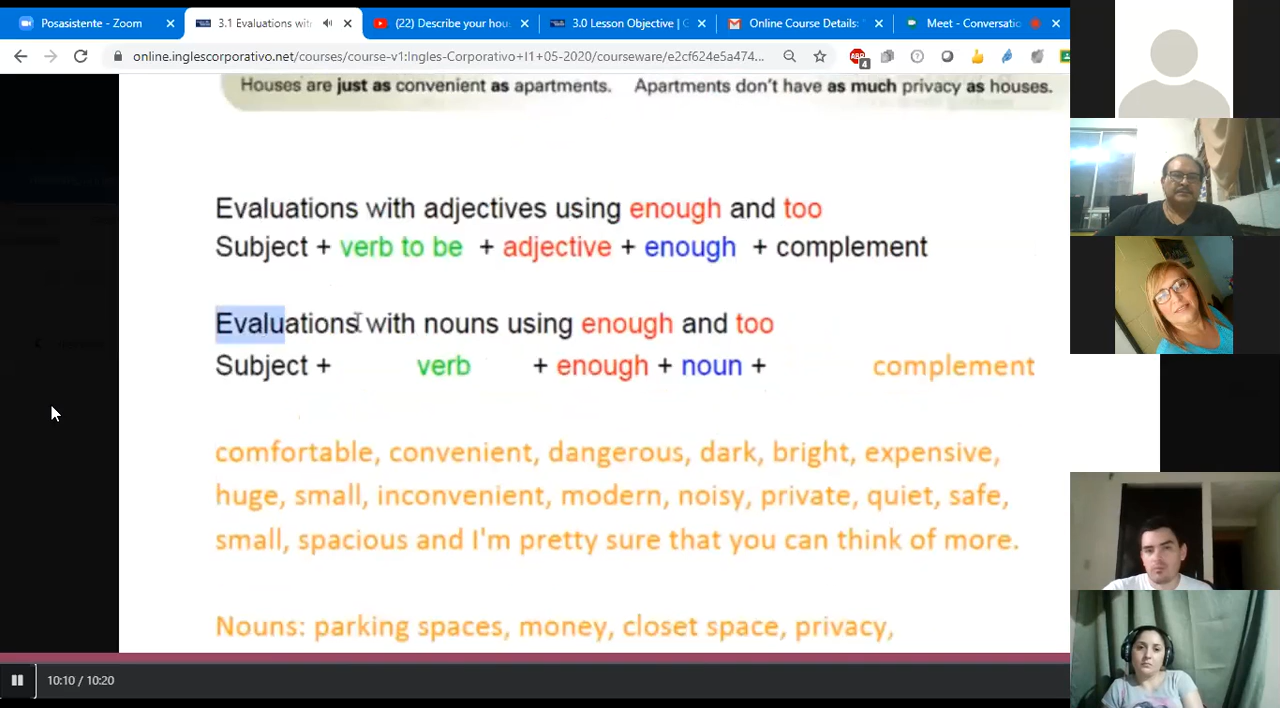 Posasistente - Zoom
3.1 Evaluations wit
(22) Describe your hou
3.0 Lesson Objective | C
Online Course Details:
Meet - Conversatio
online.inglescorporativo.net/courses/course-v1:Ingles-Corporativo+I1+05-2020/courseware/e2cf624e5a474...
4
Houses are just as convenient as apartments. Apartments don't have as much privacy as houses.
Evaluations with adjectives using enough and too
Subject + verb to be + adjective + enough + complement
Evaluations with nouns using enough and too
Subject + verb + enough + noun + complement
comfortable, convenient, dangerous, dark, bright, expensive,
huge, small, inconvenient, modern, noisy, private, quiet, safe,
small, spacious and I'm pretty sure that you can think of more.
Nouns: parking spaces, money, closet space, privacy,
10:10 / 10:20